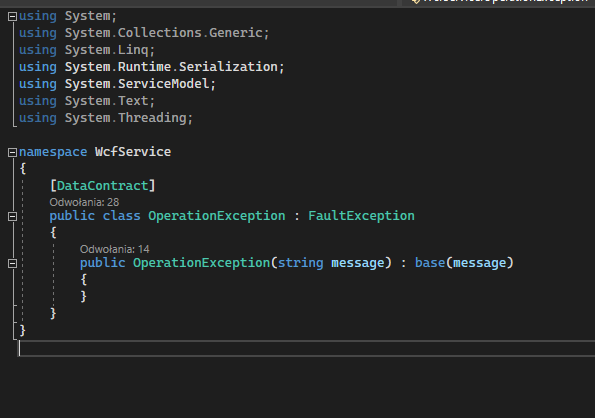 using System;
using System.Collections.Generic;
using System.Linq;
using System.Runtime.Serialization;
using System.ServiceModel;
using System.Text;
using System.Threading;
namespace WcfService
{
[DataContract]
Odwołania: 28
public class OperationException : FaultException
{
Odwołania: 14
public OperationException(string message) : base(message)
{
}
}
}